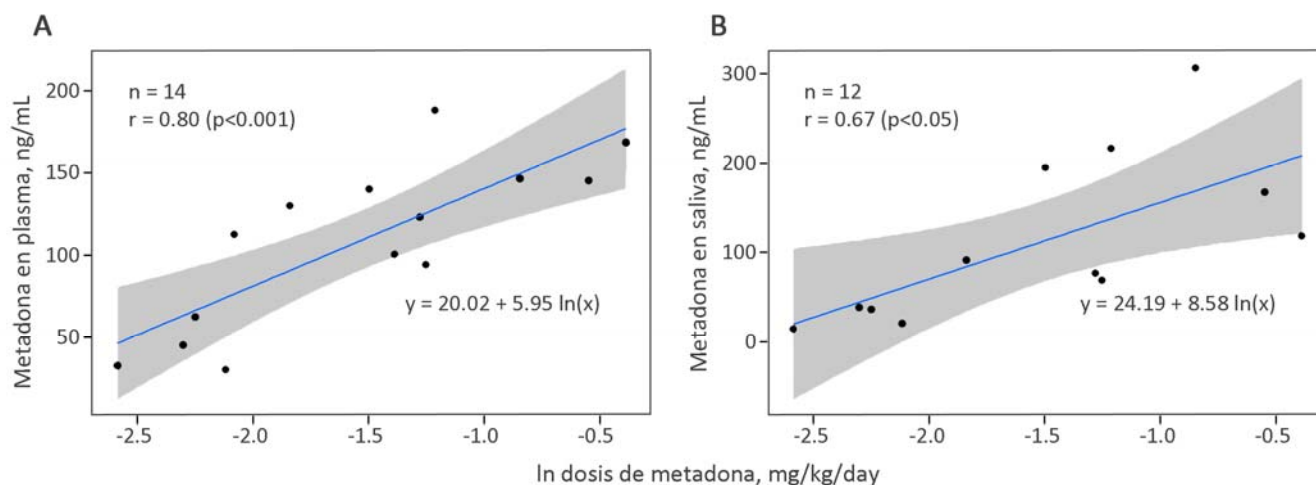 A
Metadona en plasma, ng/mL
200
150
100
50
n = 14
r = 0.80 (p<0.001)
y = 20.02 + 5.95 ln(x)
-2.5 -2.0 -1.5 -1.0 -0.5
B
Metadona en saliva, ng/mL
300
200
100
0
n = 12
r = 0.67 (p<0.05)
y = 24.19 + 8.58 ln(x)
-2.5 -2.0 -1.5 -1.0 -0.5
ln dosis de metadona, mg/kg/day